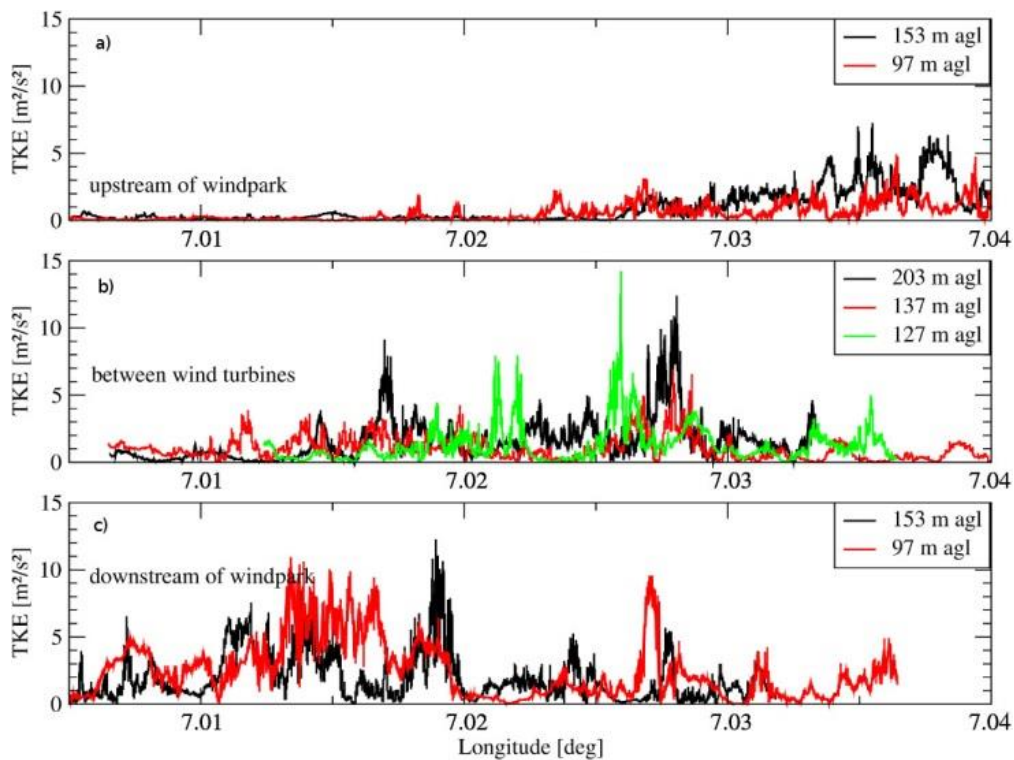 a)
15
10
5
0
TKE [m²/s²]
upstream of windpark
153 m agl
97 m agl
7.01
7.02
7.03
7.04
b)
15
10
5
0
TKE [m²/s²]
between wind turbines
203 m agl
137 m agl
127 m agl
7.01
7.02
7.03
7.04
c)
15
10
5
0
TKE [m²/s²]
downstream of windpark
153 m agl
97 m agl
7.01
7.02
7.03
7.04
Longitude [deg]